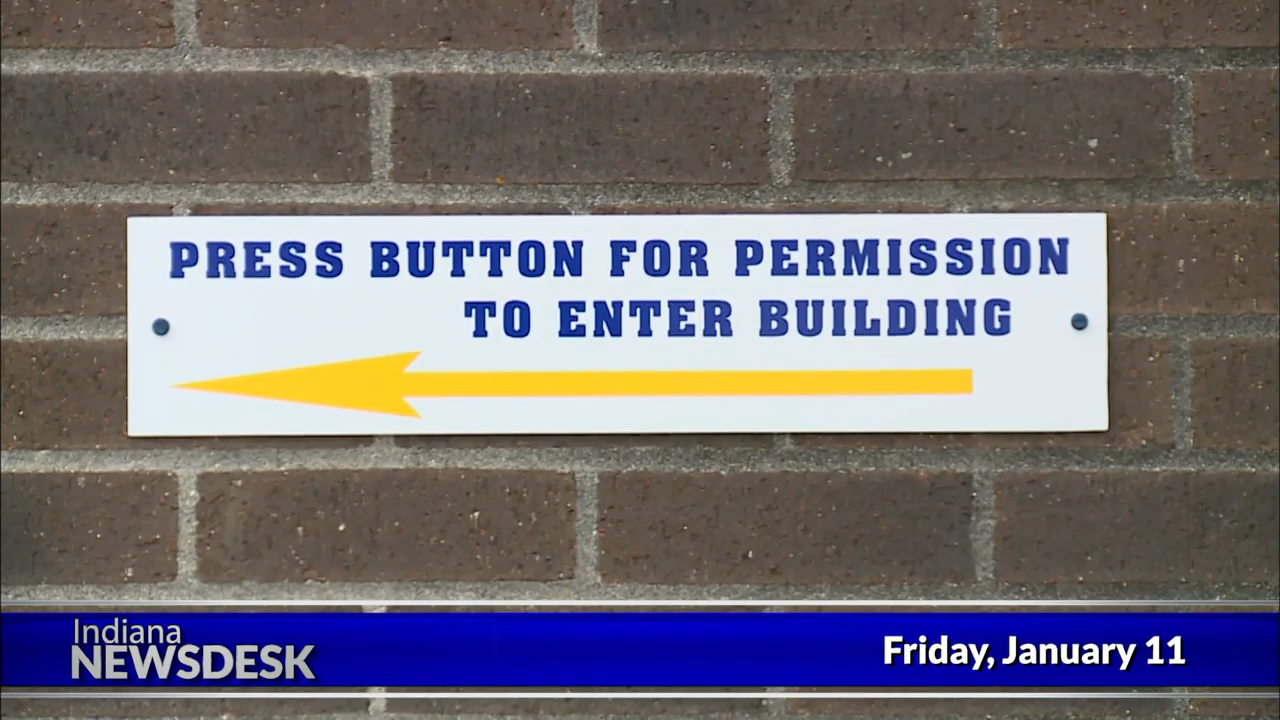 PRESS BUTTON FOR PERMISSION
TO ENTER BUILDING
Indiana
NEWSDESK
Friday, January 11